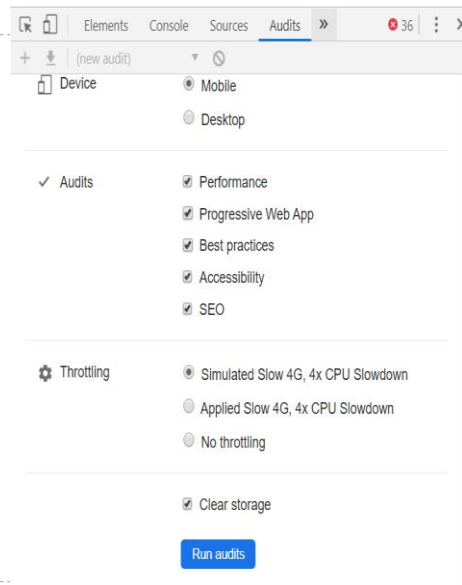 Elements Console Sources Audits » 36
(new audit)
Device Mobile
Desktop
Audits Performance
Progressive Web App
Best practices
Accessibility
SEO
Throttling Simulated Slow 4G, 4x CPU Slowdown
Applied Slow 4G, 4x CPU Slowdown
No throttling
Clear storage
Run audits